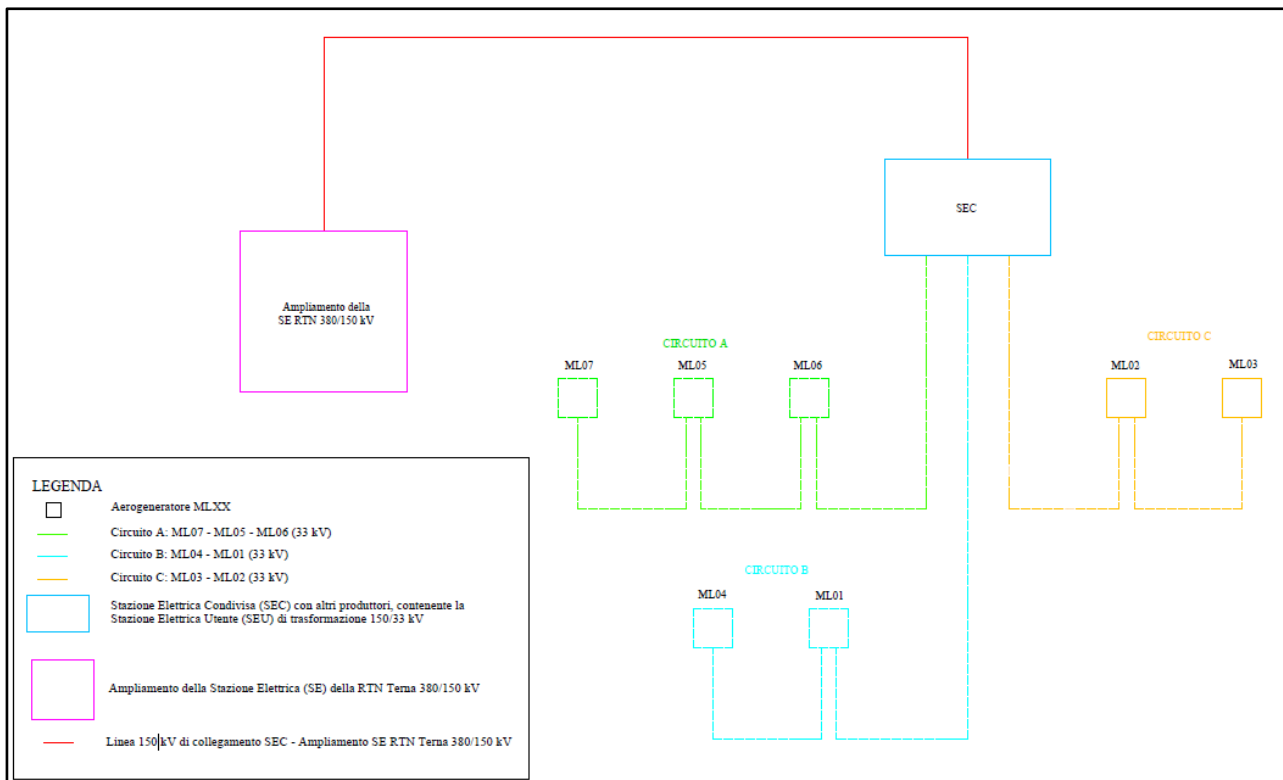 SEC
Ampliamento della
SE RTN 380/150 kV
CIRCUITO A
CIRCUITO C
ML07
ML05
ML06
ML02
ML03
CIRCUITO B
ML04
ML01
LEGENDA
Aerogeneratore MLXX
Circuito A: ML07 - ML05 - ML06 (33 kV)
Circuito B: ML04 - ML01 (33 kV)
Circuito C: ML03 - ML02 (33 kV)
Stazione Elettrica Condivisa (SEC) con altri produttori, contenente la
Stazione Elettrica Utente (SEU) di trasformazione 150/33 kV
Ampliamento della Stazione Elettrica (SE) della RTN Terna 380/150 kV
Linea 150 kV di collegamento SEC - Ampliamento SE RTN Terna 380/150 kV